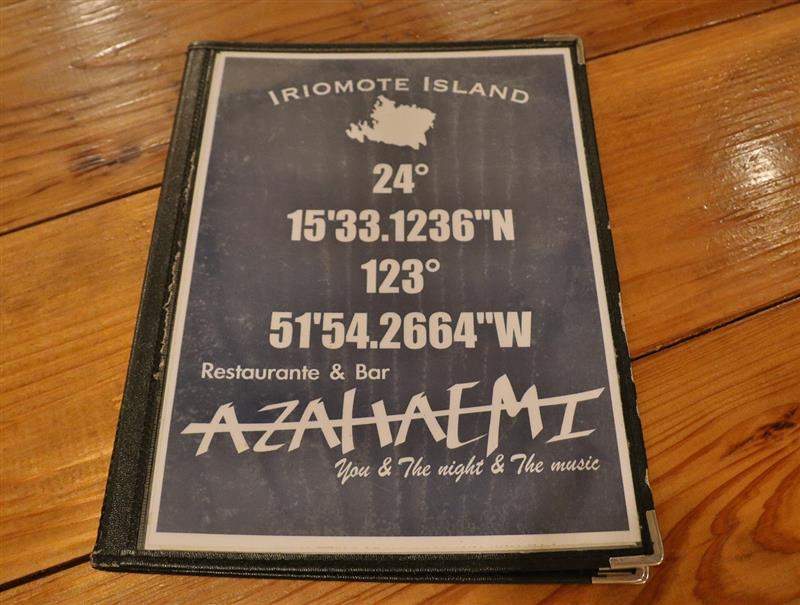 IRIOMOTE ISLAND
24°
15'33.1236"N
123°
51'54.2664"W
Restaurante & Bar
AZAHAEMI
You & The night & The music